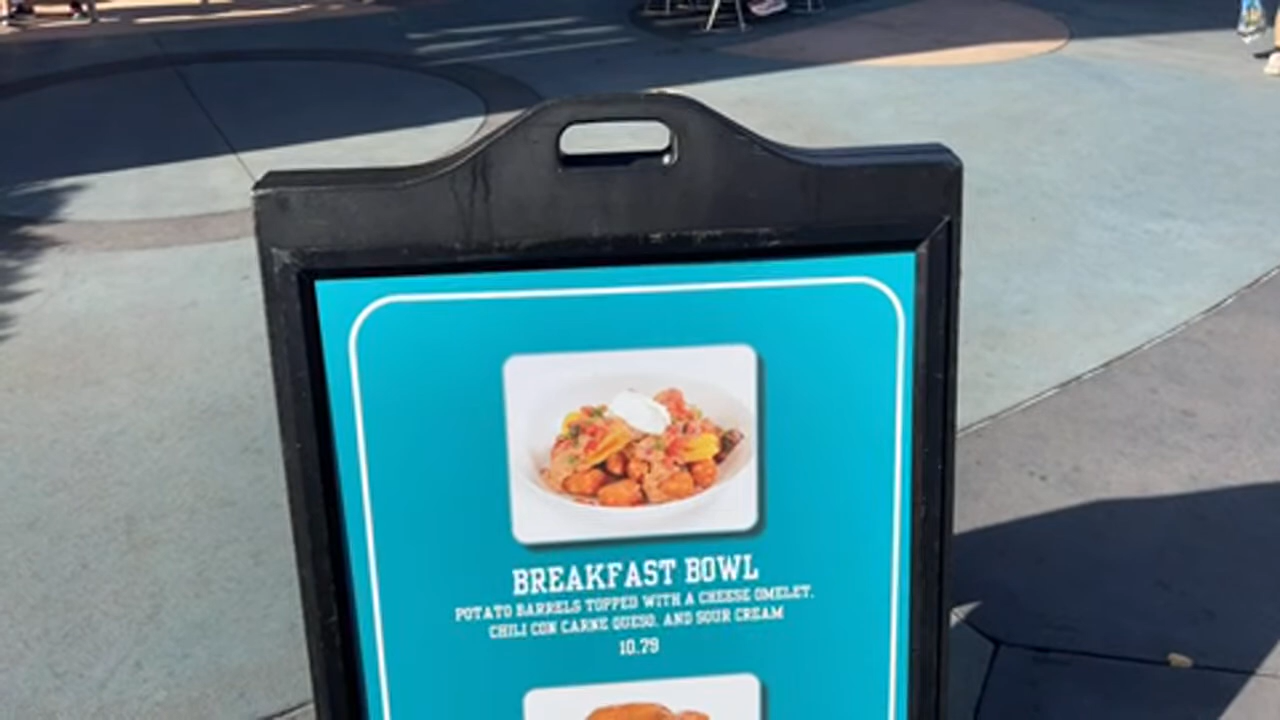 BREAKFAST BOWL
POTATO BARRELS TOPPED WITH A CHEESE OMELET,
CHILI CON CARNE QUESO, AND SOUR CREAM
10.79